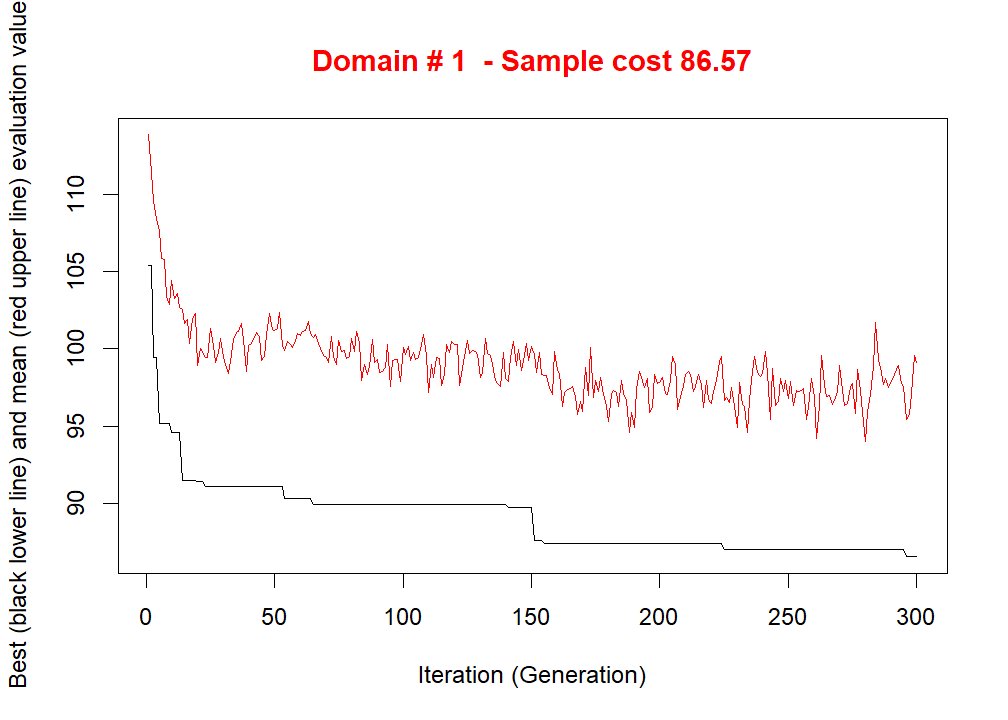 Domain # 1  - Sample cost 86.57
Best (black lower line) and mean (red upper line) evaluation value
110
105
100
95
90
0 50 100 150 200 250 300
Iteration (Generation)